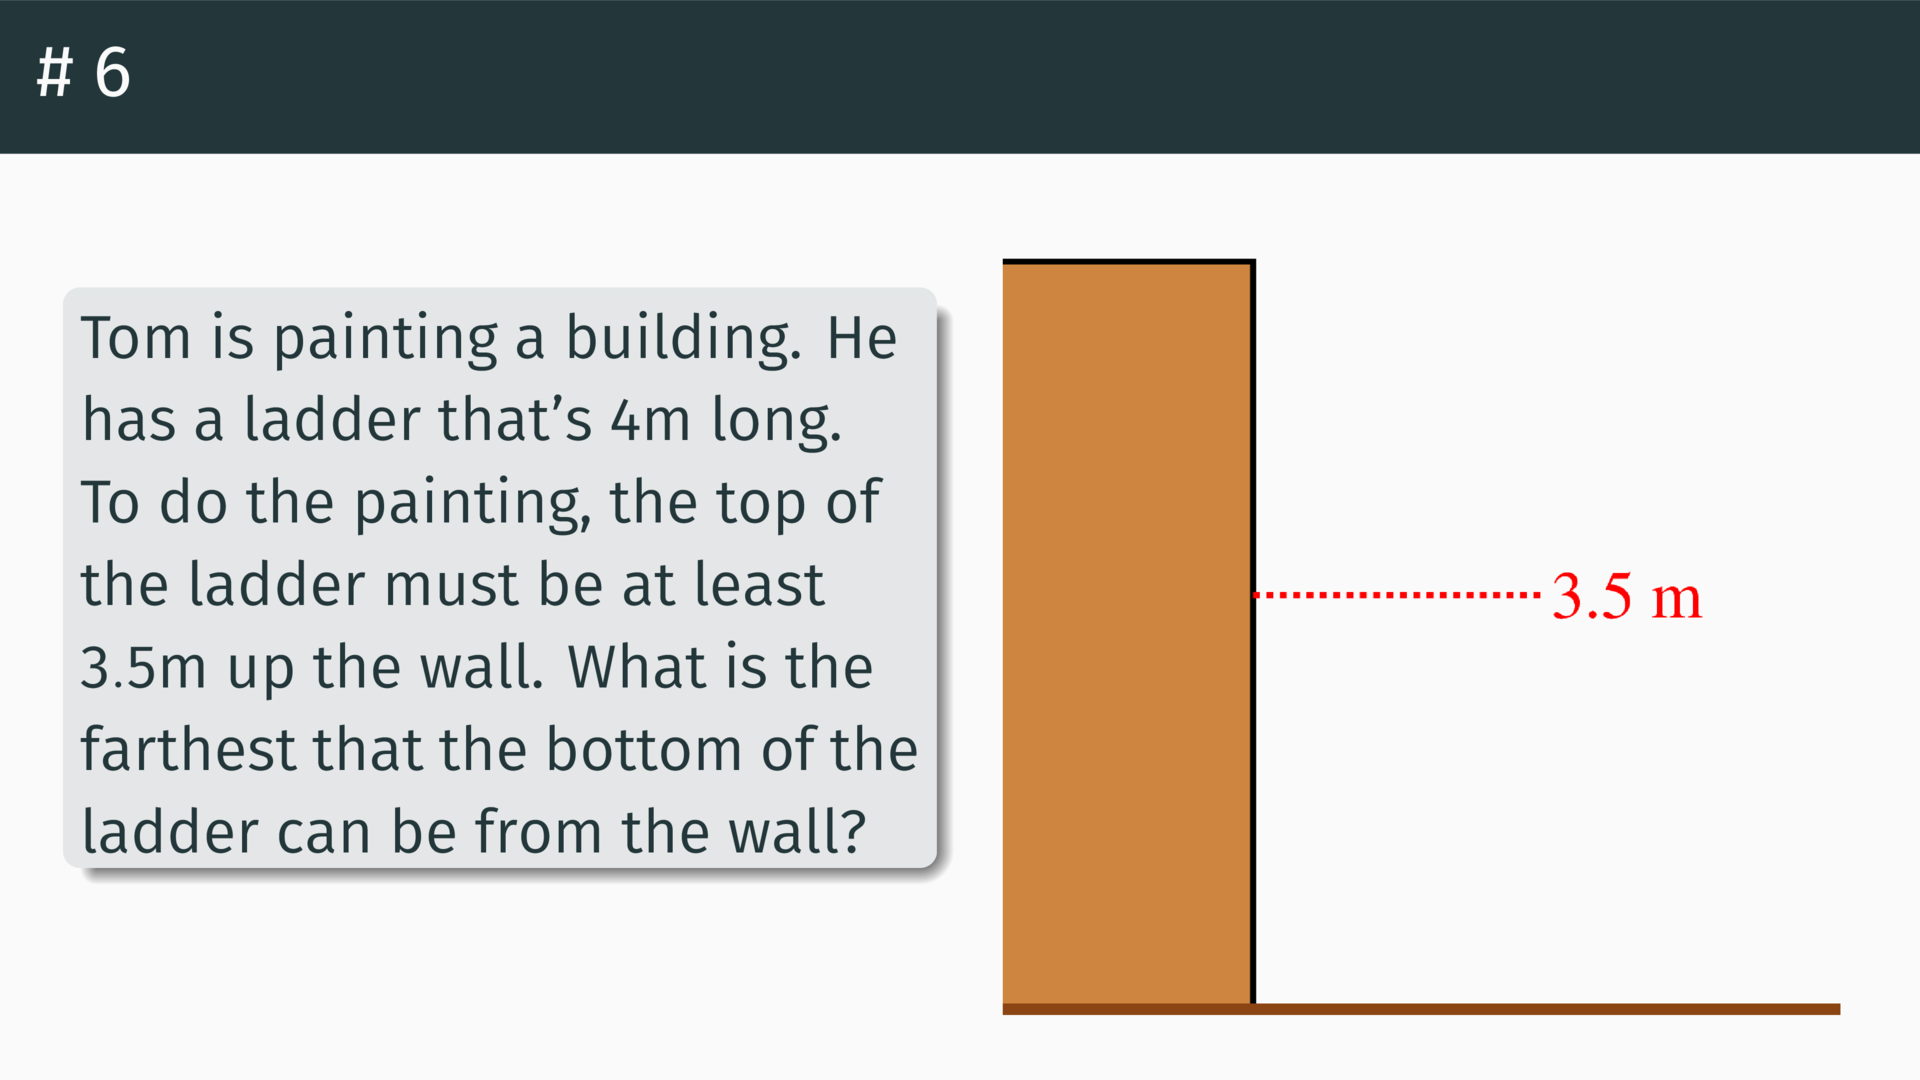 # 6
Tom is painting a building. He
has a ladder that’s 4m long.
To do the painting, the top of
the ladder must be at least
3.5m up the wall. What is the
farthest that the bottom of the
ladder can be from the wall?
3.5 m